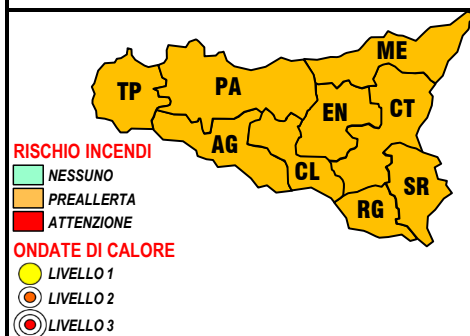 ME
TP
PA
EN
CT
AG
CL
SR
RG
RISCHIO INCENDI
NESSUNO
PREALLERTA
ATTENZIONE
ONDATE DI CALORE
LIVELLO 1
LIVELLO 2
LIVELLO 3